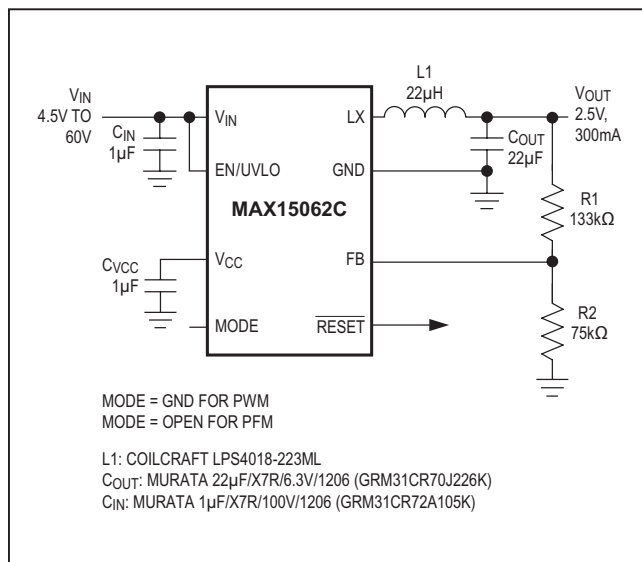 L1
22µH
VIN
4.5V TO
60V
CIN
1µF
VIN
LX
VOUT
2.5V,
300mA
COUT
22µF
EN/UVLO
GND
R1
133kΩ
MAX15062C
CVCC
1µF
VCC
FB
MODE
RESET
R2
75kΩ
MODE = GND FOR PWM
MODE = OPEN FOR PFM
L1: COILCRAFT LPS4018-223ML
COUT: MURATA 22µF/X7R/6.3V/1206 (GRM31CR70J226K)
CIN: MURATA 1µF/X7R/100V/1206 (GRM31CR72A105K)